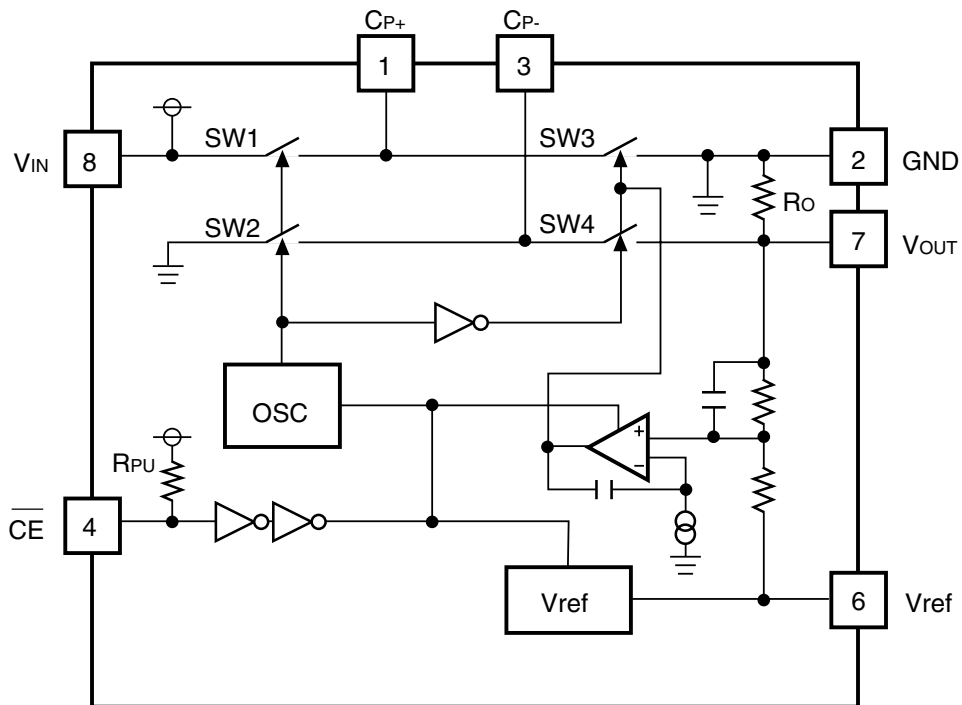 CP+ CP-
1 3
SW1 SW3
VIN 8 2 GND
RO
SW2 SW4
7 VOUT
OSC
+
−
RPU
CE 4
Vref 6 Vref